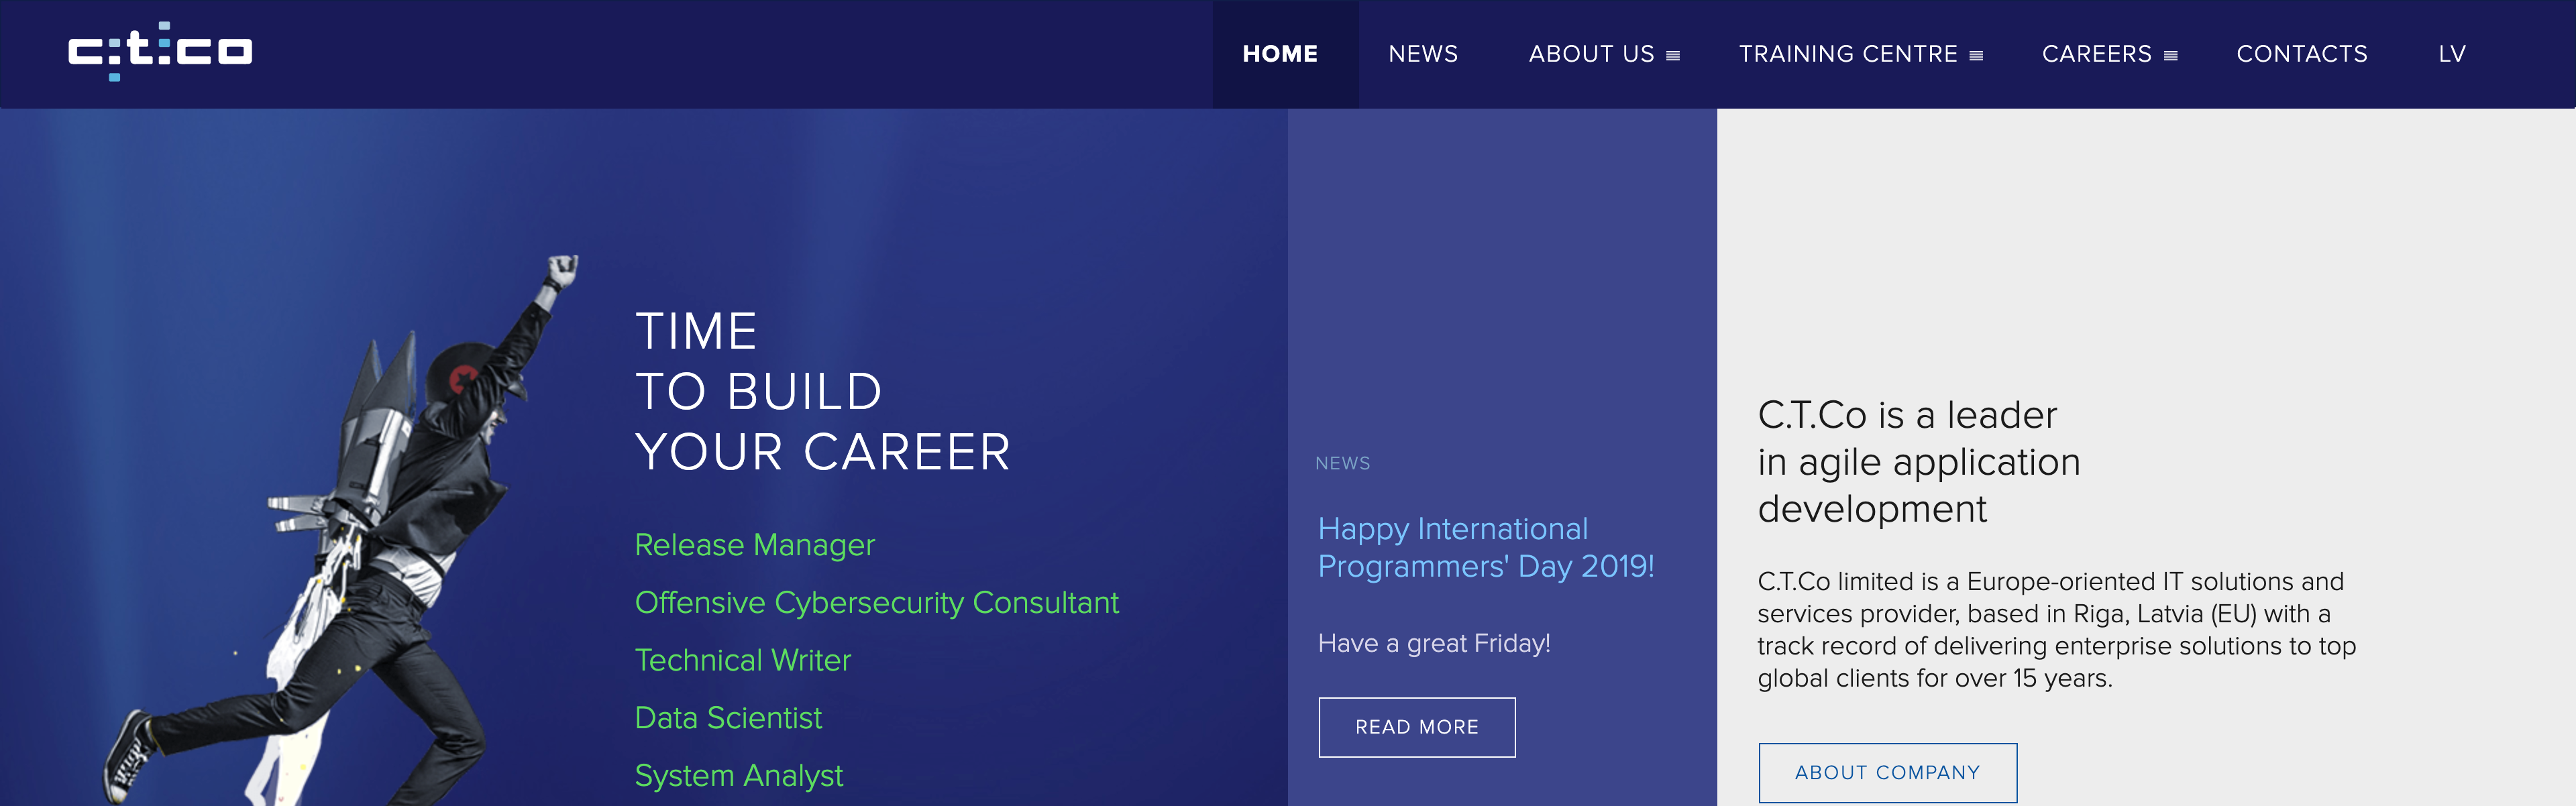 c:t:co
HOME
NEWS
ABOUT US
TRAINING CENTRE
CAREERS
CONTACTS
LV
TIME
TO BUILD
YOUR CAREER
Release Manager
Offensive Cybersecurity Consultant
Technical Writer
Data Scientist
System Analyst
NEWS
Happy International
Programmers' Day 2019!
Have a great Friday!
READ MORE
C.T.Co is a leader
in agile application
development
C.T.Co limited is a Europe-oriented IT solutions and
services provider, based in Riga, Latvia (EU) with a
track record of delivering enterprise solutions to top
global clients for over 15 years.
ABOUT COMPANY